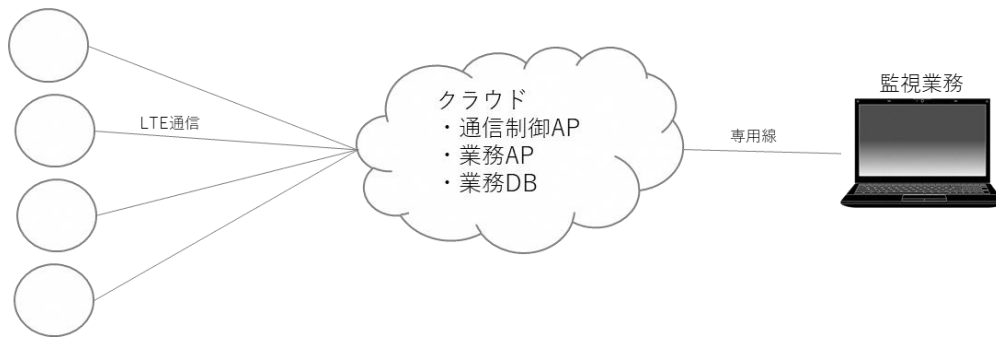 LTE通信
クラウド
・通信制御AP
・業務AP
・業務DB
専用線
監視業務